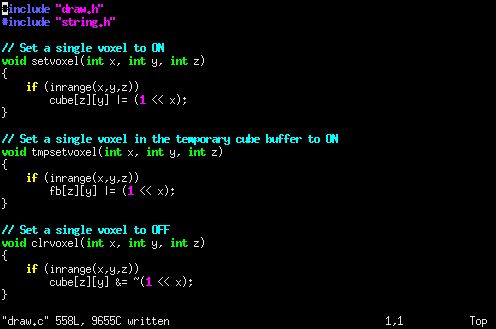 #include "draw.h"
#include "string.h"

// Set a single voxel to ON
void setvoxel(int x, int y, int z)
{
    if (inrange(x,y,z))
        cube[z][y] |= (1 << x);
}

// Set a single voxel in the temporary cube buffer to ON
void tmpsetvoxel(int x, int y, int z)
{
    if (inrange(x,y,z))
        fb[z][y] |= (1 << x);
}

// Set a single voxel to OFF
void clrvoxel(int x, int y, int z)
{
    if (inrange(x,y,z))
        cube[z][y] &= ~(1 << x);
}

"draw.c" 558L, 9655C written 1,1 Top